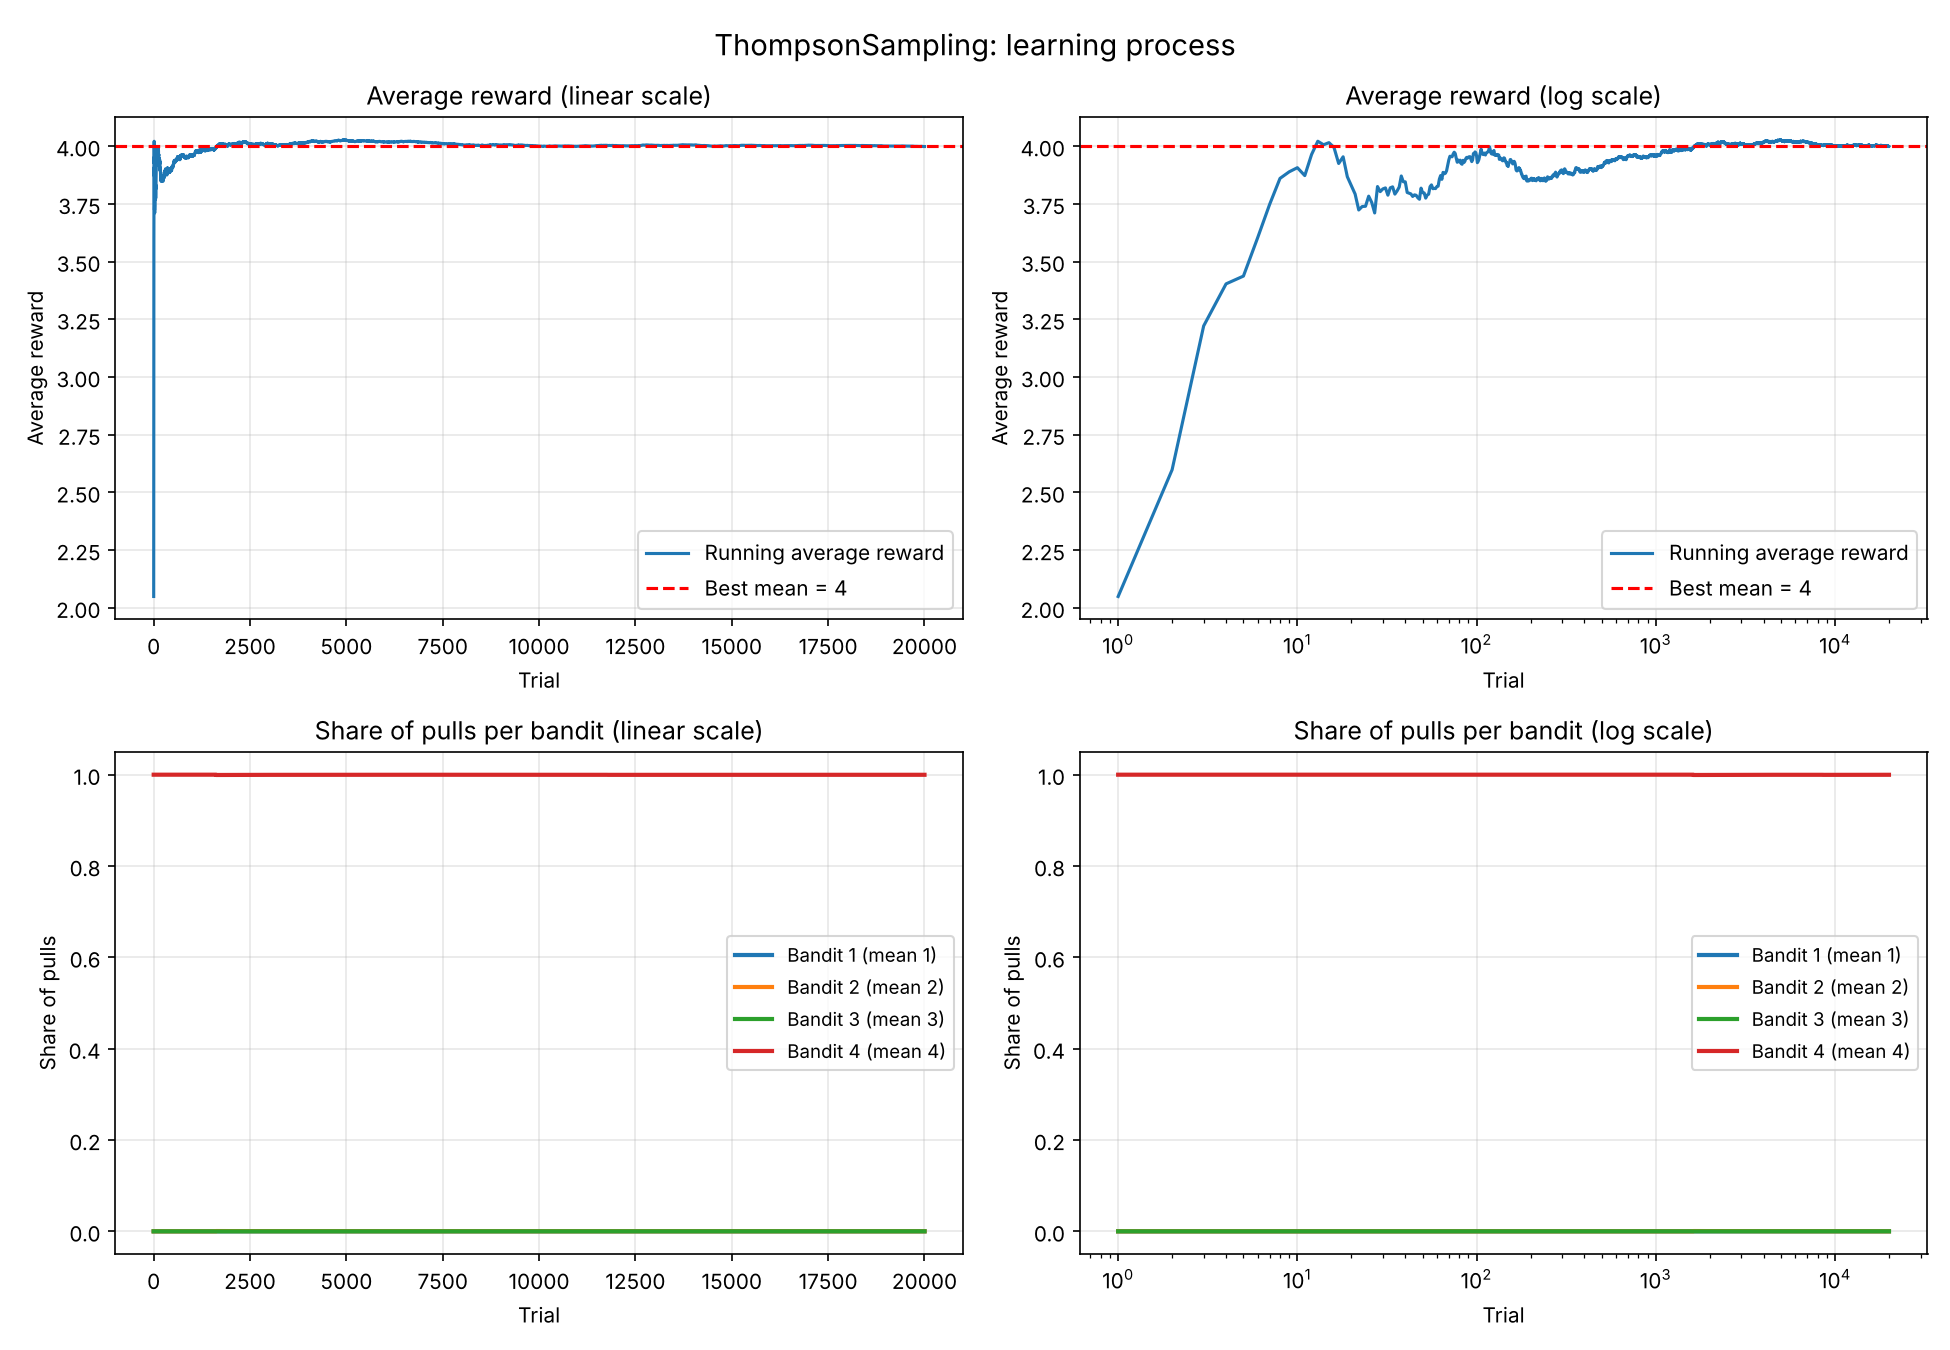 ThompsonSampling: learning process
Average reward (linear scale)
Average reward
4.00
3.75
3.50
3.25
3.00
2.75
2.50
2.25
2.00
Running average reward
Best mean = 4
0 2500 5000 7500 10000 12500 15000 17500 20000
Trial
Average reward (log scale)
Average reward
4.00
3.75
3.50
3.25
3.00
2.75
2.50
2.25
2.00
Running average reward
Best mean = 4
10⁰ 10¹ 10² 10³ 10⁴
Trial
Share of pulls per bandit (linear scale)
Share of pulls
1.0
0.8
0.6
0.4
0.2
0.0
Bandit 1 (mean 1)
Bandit 2 (mean 2)
Bandit 3 (mean 3)
Bandit 4 (mean 4)
0 2500 5000 7500 10000 12500 15000 17500 20000
Trial
Share of pulls per bandit (log scale)
Share of pulls
1.0
0.8
0.6
0.4
0.2
0.0
Bandit 1 (mean 1)
Bandit 2 (mean 2)
Bandit 3 (mean 3)
Bandit 4 (mean 4)
10⁰ 10¹ 10² 10³ 10⁴
Trial